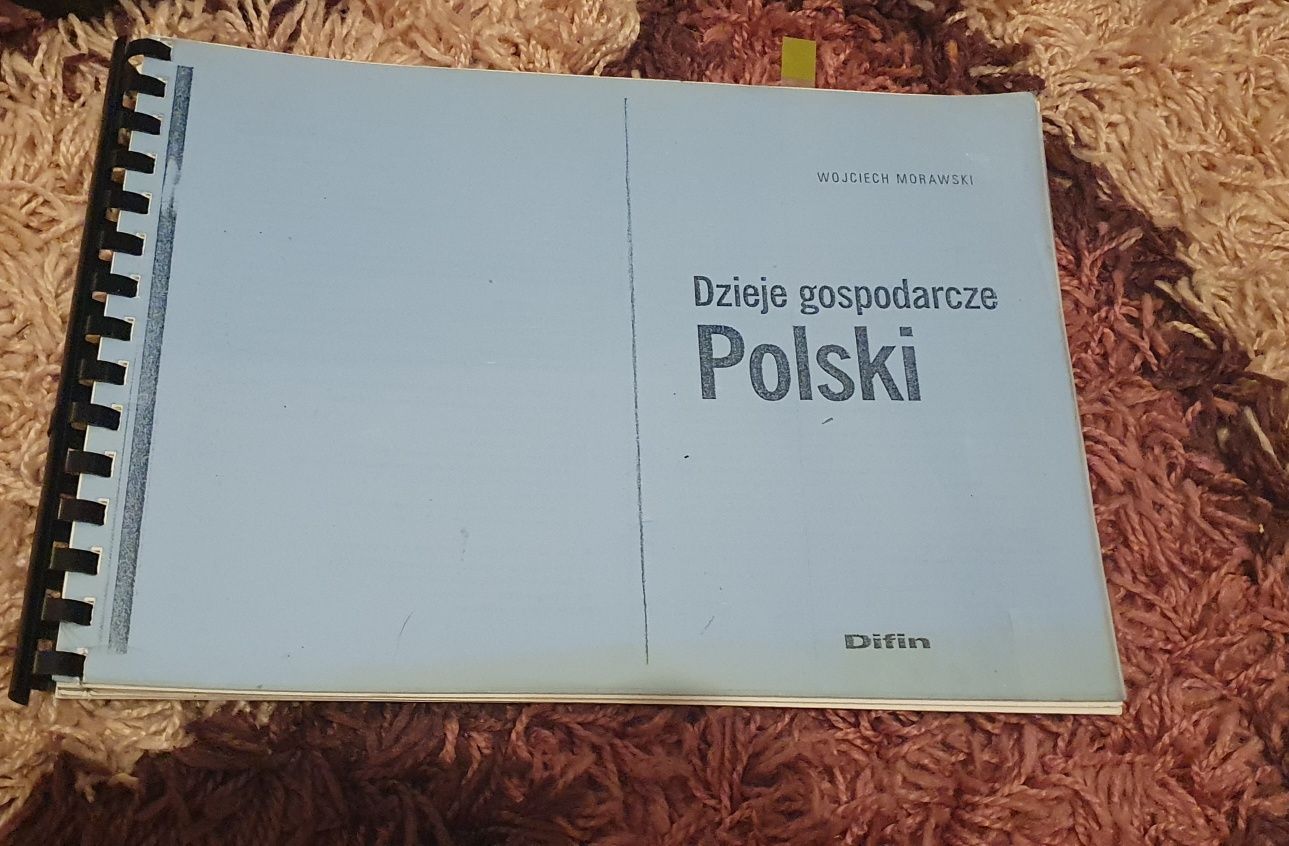 WOJCIECH MORAWSKI
Dzieje gospodarcze
Polski
Difin